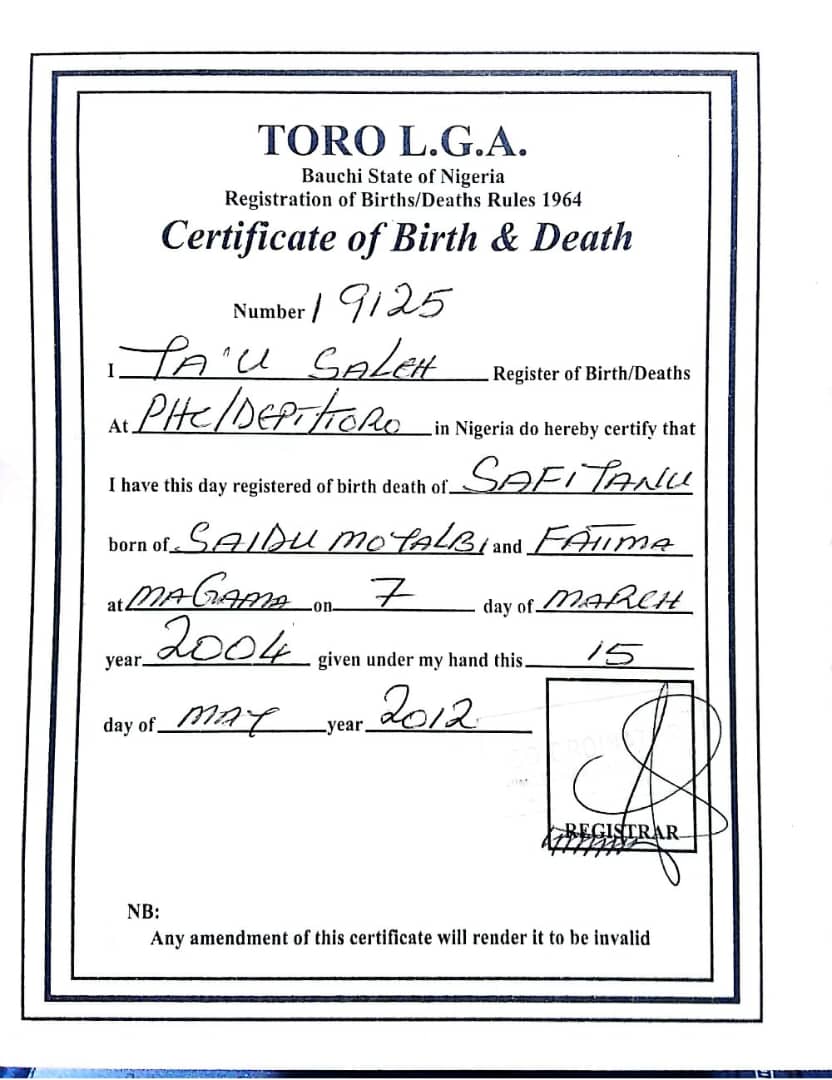 TORO L.G.A.
Bauchi State of Nigeria
Registration of Births/Deaths Rules 1964
Certificate of Birth & Death
Number 19125
I TA'U SALEH Register of Birth/Deaths
At PHC/DEPT/TORO in Nigeria do hereby certify that
I have this day registered of birth death of SAFIYANU
born of SAIDU MOYALBI and FATIMA
at MAGAMA on 7 day of MARCH
year 2004 given under my hand this 15
day of MAY year 2012
REGISTRAR
NB:
Any amendment of this certificate will render it to be invalid